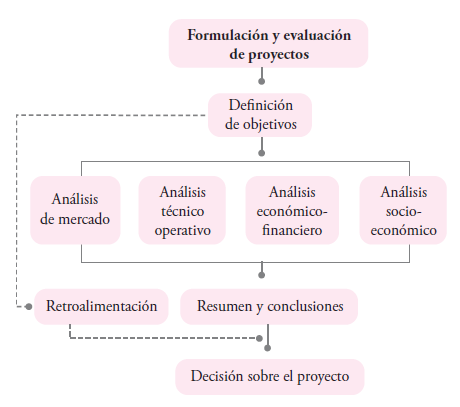 Formulación y evaluación
de proyectos
Definición
de objetivos
Análisis
de mercado
Análisis
técnico
operativo
Análisis
económico-
financiero
Análisis
socio-
económico
Retroalimentación
Resumen y conclusiones
Decisión sobre el proyecto